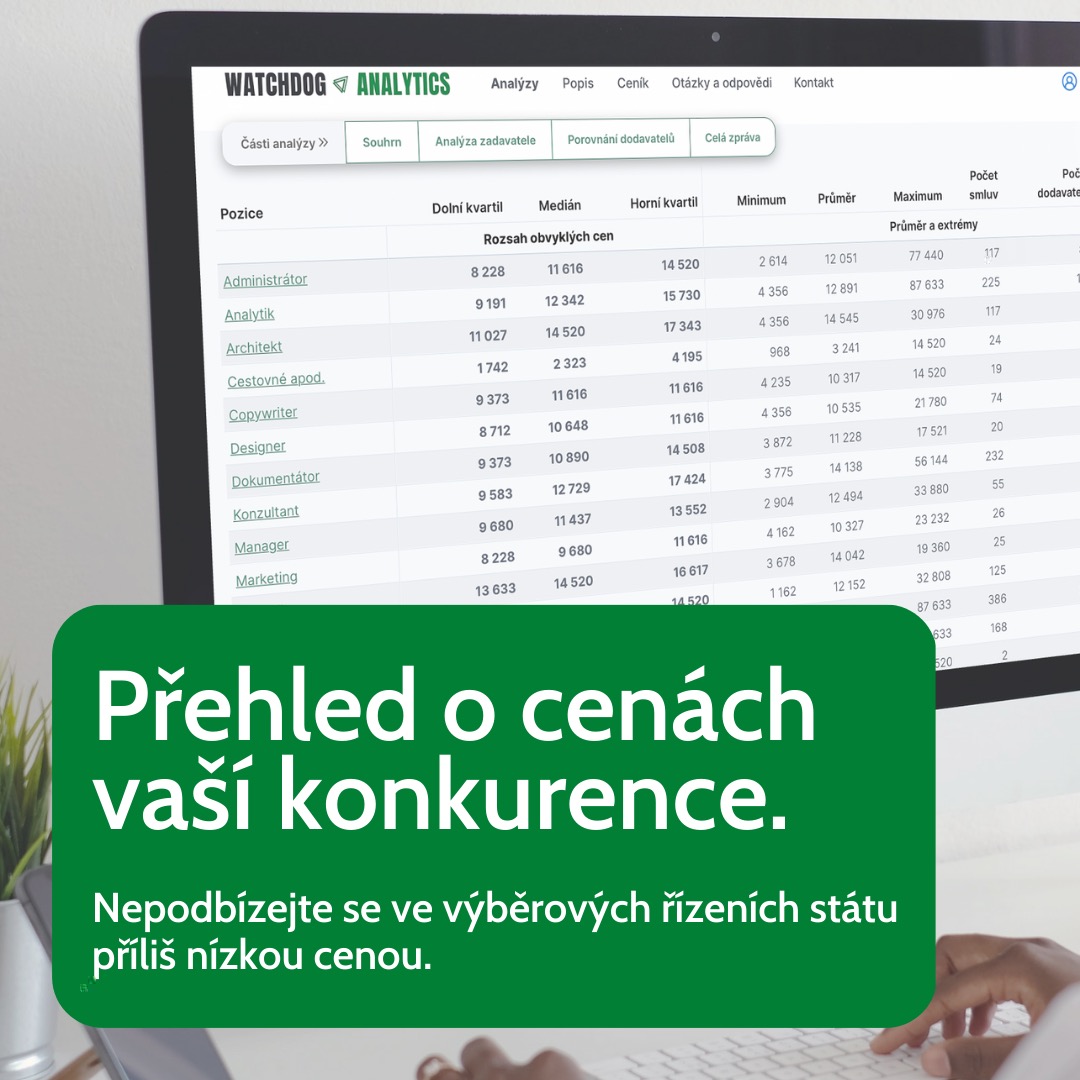 WATCHDOG ANALYTICS Analýzy Popis Ceník Otázky a odpovědi Kontakt
Části analýzy >> Souhrn Analýza zadavatele Porovnání dodavatelů Celá zpráva
Pozice Dolní kvartil Medián Horní kvartil Minimum Průměr Maximum Počet smluv
Rozsah obvyklých cen Průměr a extrémy
Administrátor 8 228 11 616 14 520 2 614 12 051 77 440 117
Analytik 9 191 12 342 15 730 4 356 12 891 87 633 225
Architekt 11 027 14 520 17 343 4 356 14 545 30 976 117
Cestovné apod. 1 742 2 323 4 195 968 3 241 14 520 24
Copywriter 9 373 11 616 11 616 4 235 10 317 14 520 19
Designer 8 712 10 648 11 616 4 356 10 535 21 780 74
Dokumentátor 9 373 10 890 14 508 3 872 11 228 17 521 20
Konzultant 9 583 12 729 17 424 3 775 14 138 56 144 232
Manager 9 680 11 437 13 552 2 904 12 494 33 880 55
Marketing 8 228 9 680 11 616 4 162 10 327 23 232 26
13 633 14 520 16 617 3 678 14 042 19 360 25
14 520 1 162 12 152 32 808 125
87 633 386
633 168
520 2
Přehled o cenách
vaší konkurence.
Nepodbízejte se ve výběrových řízeních státu
příliš nízkou cenou.